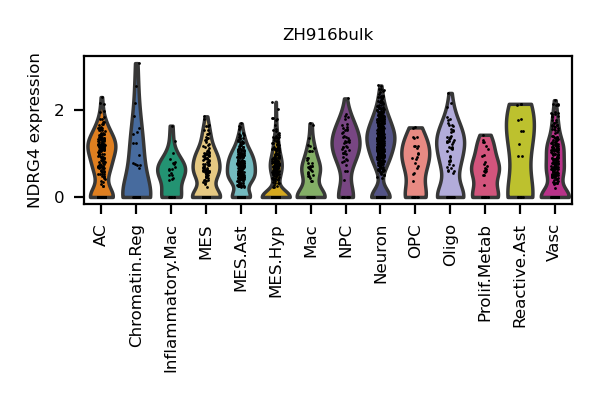 ZH916bulk
NDRG4 expression
2
0
AC
Chromatin.Reg
Inflammatory.Mac
MES
MES.Ast
MES.Hyp
Mac
NPC
Neuron
OPC
Oligo
Prolif.Metab
Reactive.Ast
Vasc